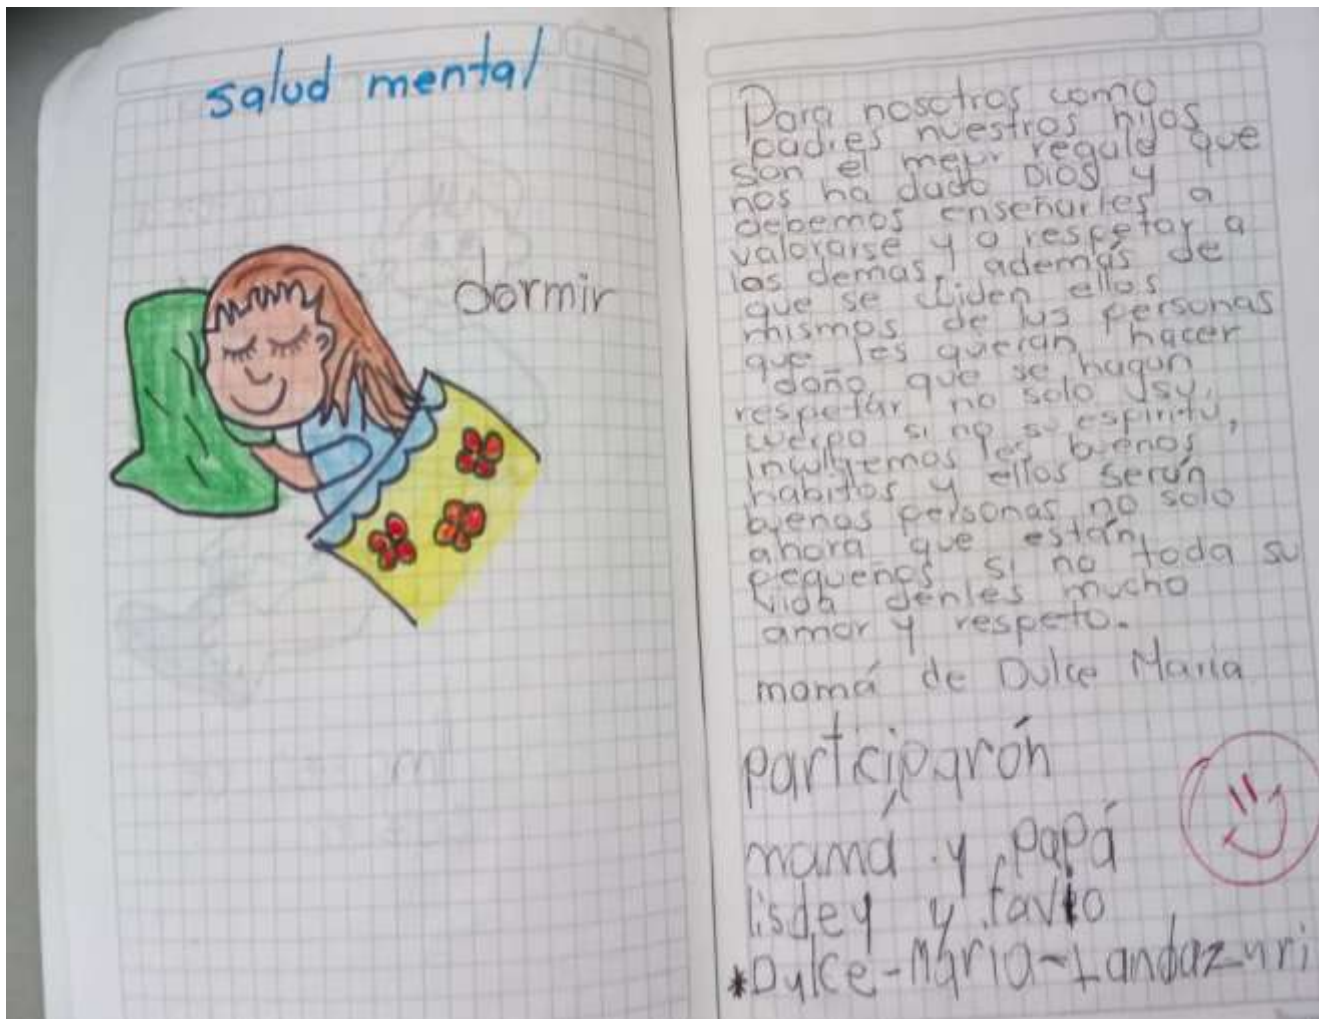 salud mental
dormir
Para nosotros como
padres nuestros hijos
son el mejor regalo que
nos ha dado Dios y
debemos enseñarles a
valorarse y a respetar a
los demas, además de
que se cuiden ellos
mismos de las personas
que les queran hacer
daño, que se hagan
respetar no solo su
cuerpo si no su espiritu,
inculquemosles buenos
habitos y ellos serán
buenas personas no solo
ahora que están
pequeños si no toda su
vida denles mucho
amor y respeto.
mamá de Dulce Maria
participarón
mamá y papá
lisdey y favio
*Dulce-Maria-Landazuri